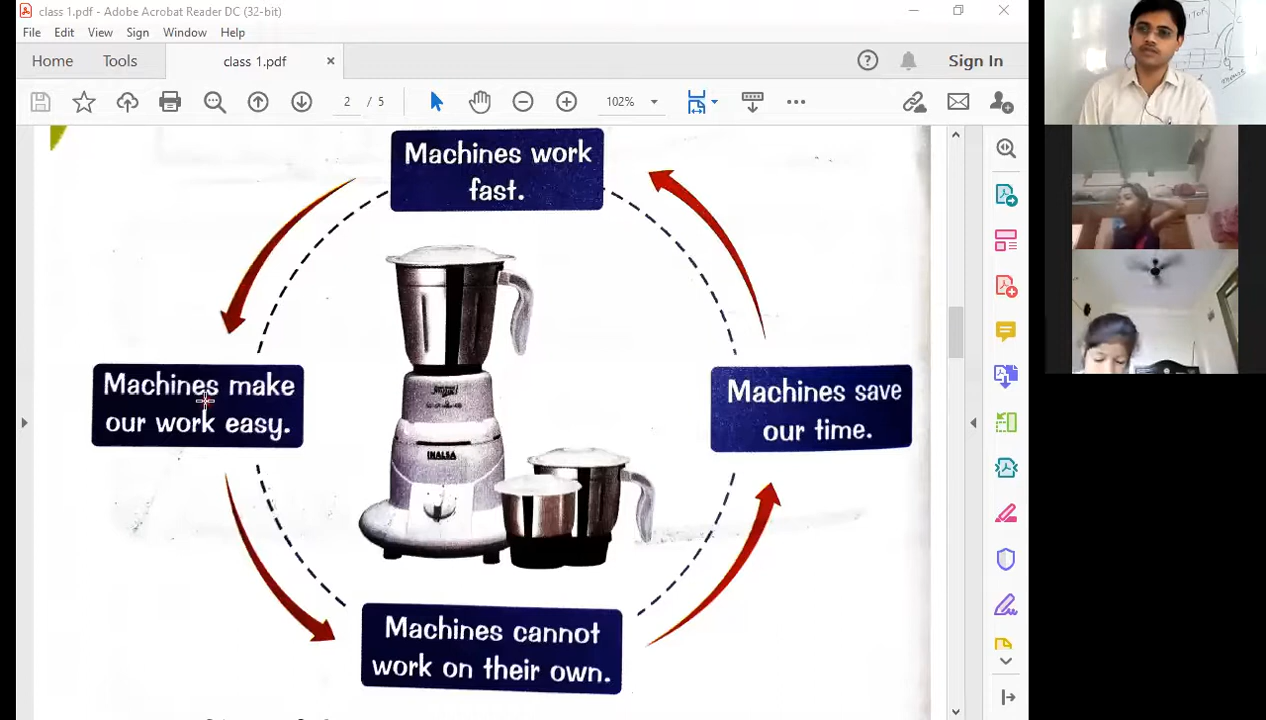 class 1.pdf - Adobe Acrobat Reader DC (32-bit)
File Edit View Sign Window Help
Home Tools class 1.pdf × Sign In
2 / 5 102%
Machines work
fast.
Machines make
our work easy.
Machines save
our time.
INALSA
Machines cannot
work on their own.